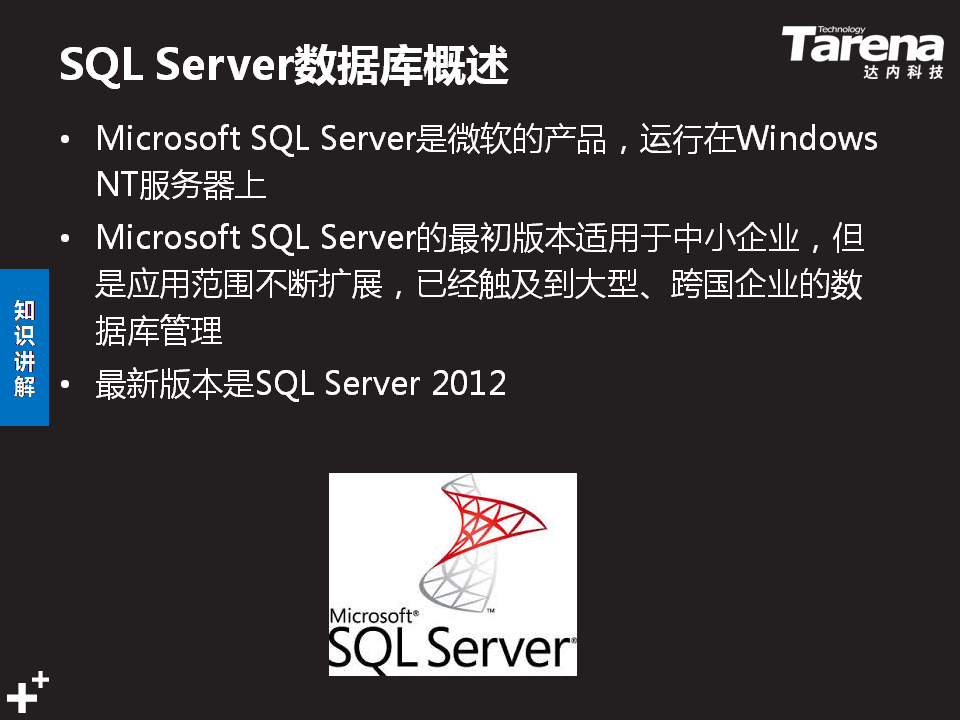 SQL Server数据库概述
Technology
Tarena
达内科技
• Microsoft SQL Server是微软的产品，运行在Windows
NT服务器上
• Microsoft SQL Server的最初版本适用于中小企业，但
是应用范围不断扩展，已经触及到大型、跨国企业的数
据库管理
知识讲解
• 最新版本是SQL Server 2012
Microsoft®
SQL Server®
™